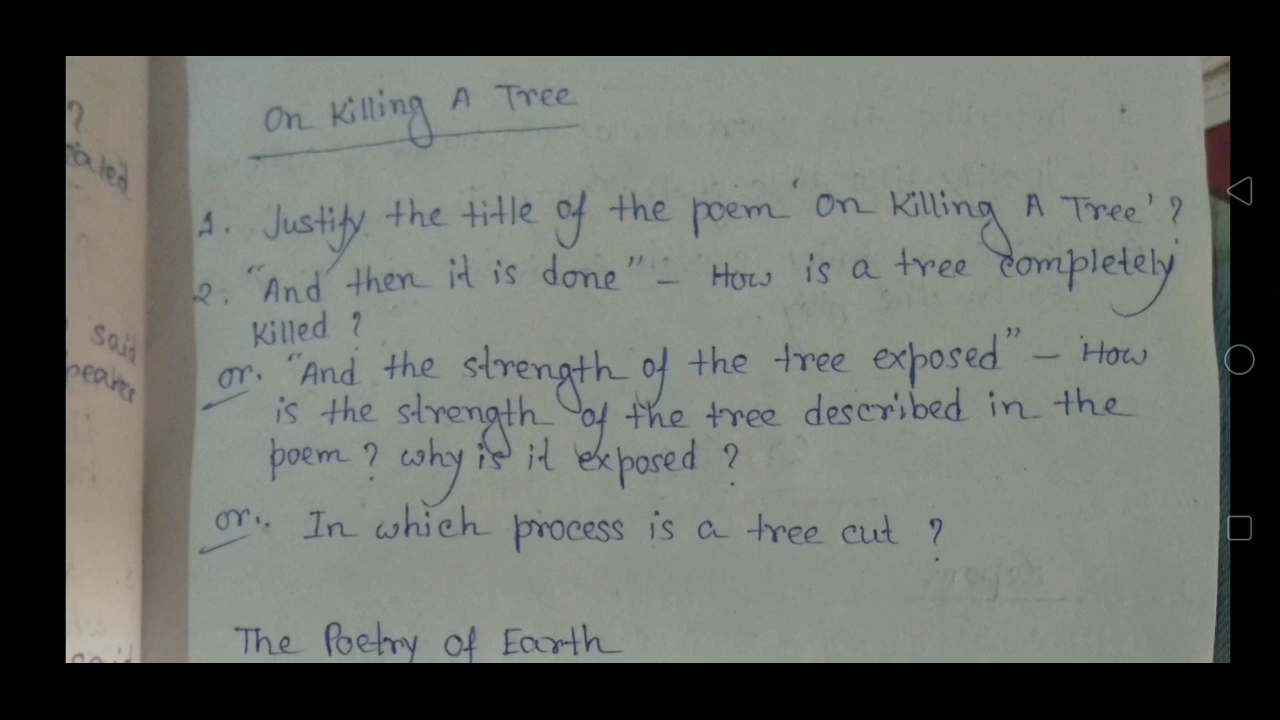 ?
said
On Killing A Tree
1. Justify the title of the poem 'On Killing A Tree'?
2. "And then it is done" – How is a tree completely
killed ?
or. "And the strength of the tree exposed" – How
is the strength of the tree described in the
poem ? why is it exposed ?
or.. In which process is a tree cut ?
The Poetry of Earth